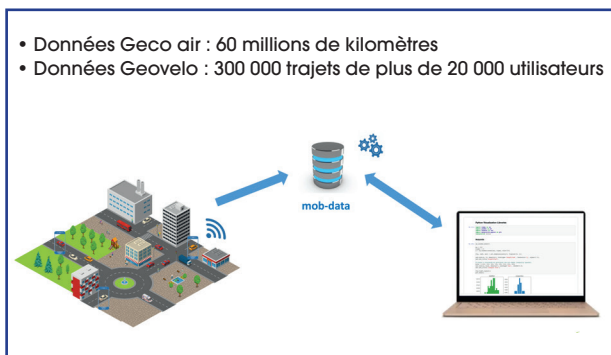 • Données Geco air : 60 millions de kilomètres
• Données Geovelo : 300 000 trajets de plus de 20 000 utilisateurs
mob-data